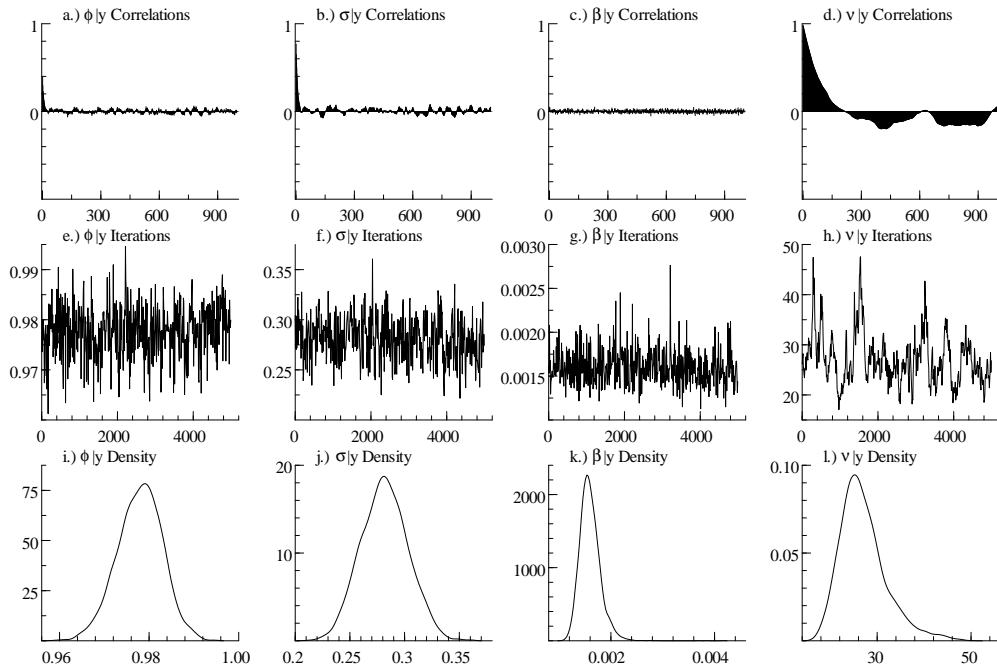 a.) ϕ|y Correlations
b.) σ|y Correlations
c.) β|y Correlations
d.) ν|y Correlations
1
0
0 300 600 900
1
0
0 300 600 900
1
0
0 300 600 900
1
0
0 300 600 900
e.) ϕ|y Iterations
f.) σ|y Iterations
g.) β|y Iterations
h.) ν|y Iterations
0.99
0.98
0.97
0 2000 4000
0.35
0.30
0.25
0 2000 4000
0.0030
0.0025
0.0020
0.0015
0 2000 4000
50
40
30
20
0 2000 4000
i.) ϕ|y Density
j.) σ|y Density
k.) β|y Density
l.) ν|y Density
75
50
25
0.96 0.98 1.00
20
10
0.2 0.25 0.3 0.35
2000
1000
0.002 0.004
0.10
0.05
30 50